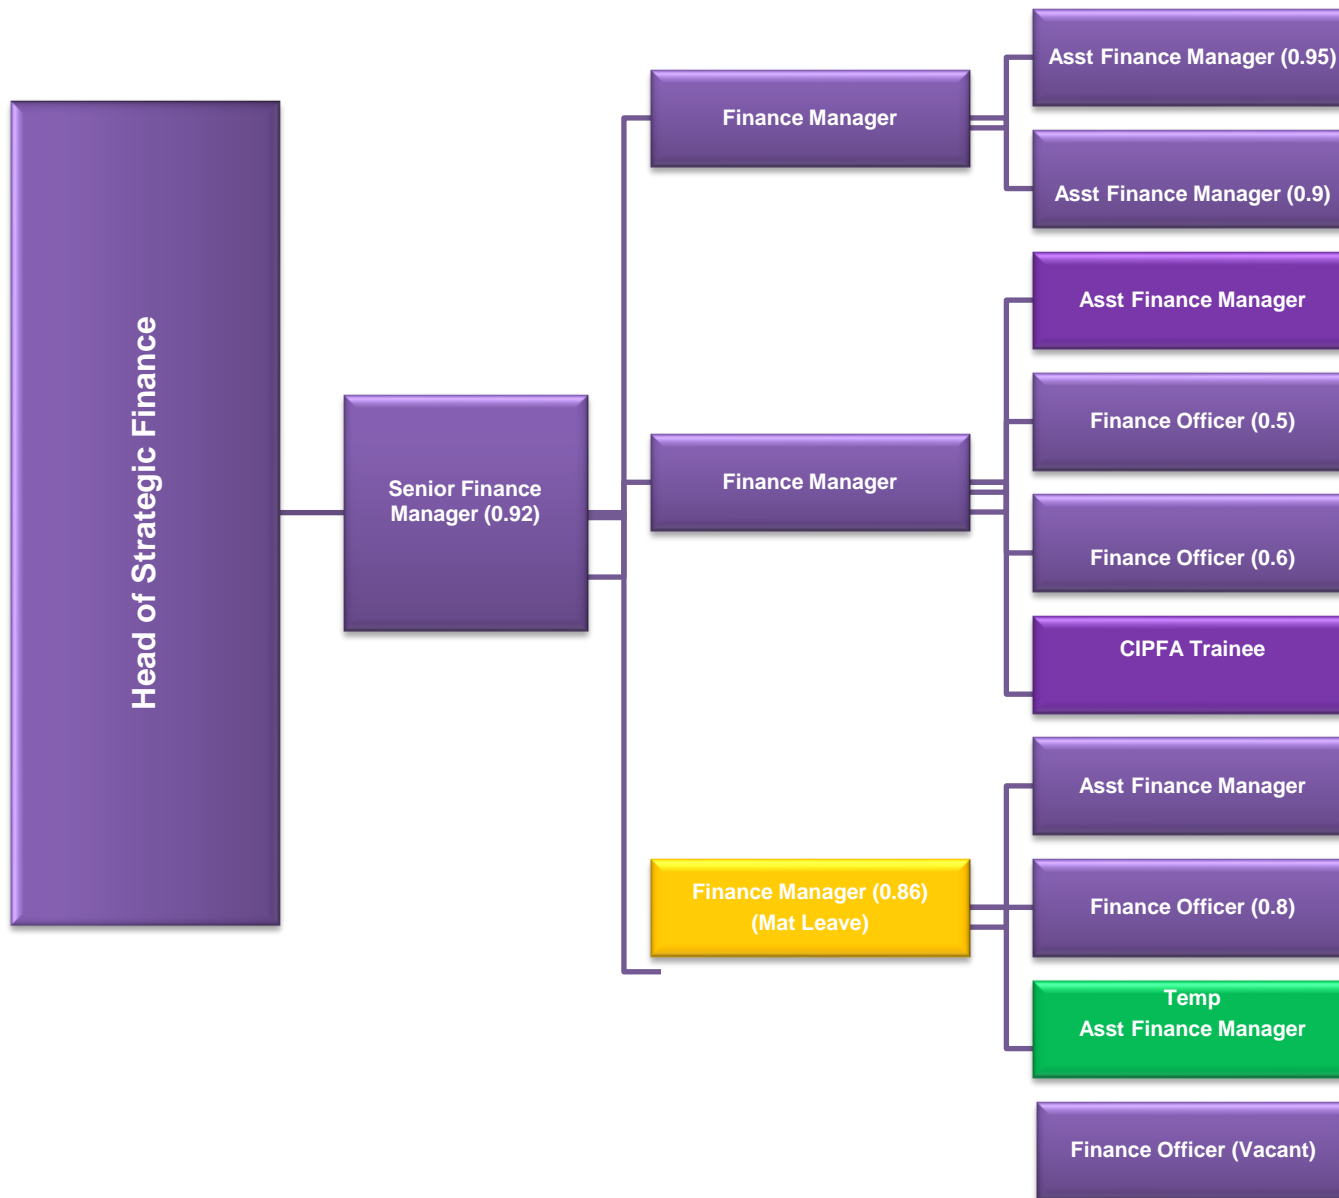 Head of Strategic Finance
Senior Finance
Manager (0.92)
Finance Manager
Asst Finance Manager (0.95)
Asst Finance Manager (0.9)
Finance Manager
Asst Finance Manager
Finance Officer (0.5)
Finance Officer (0.6)
CIPFA Trainee
Finance Manager (0.86)
(Mat Leave)
Asst Finance Manager
Finance Officer (0.8)
Temp
Asst Finance Manager
Finance Officer (Vacant)